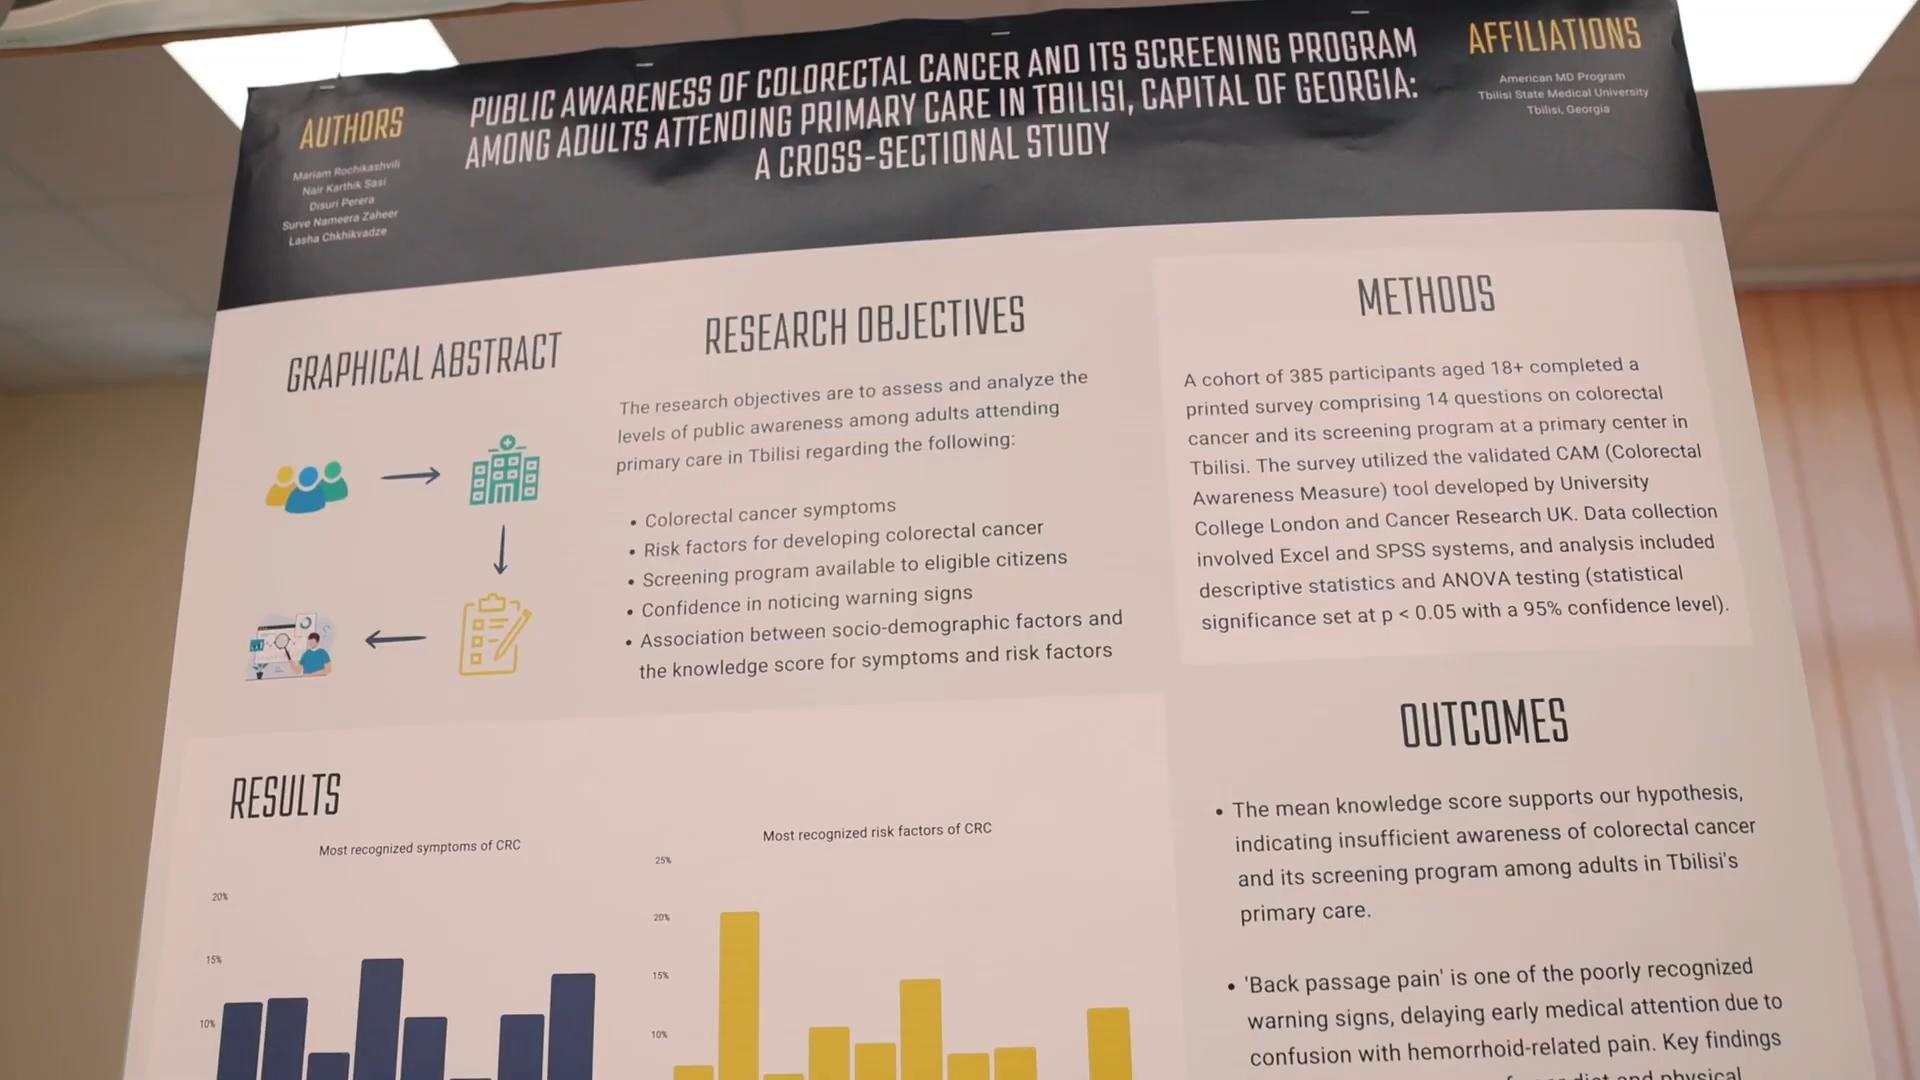 AUTHORS
Mariam Rochikashvili
Nair Karthik Sasi
Disuri Perera
Surve Nameera Zaheer
Lasha Chkhikvadze
PUBLIC AWARENESS OF COLORECTAL CANCER AND ITS SCREENING PROGRAM
AMONG ADULTS ATTENDING PRIMARY CARE IN TBILISI, CAPITAL OF GEORGIA:
A CROSS-SECTIONAL STUDY
AFFILIATIONS
American MD Program
Tbilisi State Medical University
Tbilisi, Georgia
GRAPHICAL ABSTRACT
RESEARCH OBJECTIVES
The research objectives are to assess and analyze the
levels of public awareness among adults attending
primary care in Tbilisi regarding the following:
• Colorectal cancer symptoms
• Risk factors for developing colorectal cancer
• Screening program available to eligible citizens
• Confidence in noticing warning signs
• Association between socio-demographic factors and
the knowledge score for symptoms and risk factors
METHODS
A cohort of 385 participants aged 18+ completed a
printed survey comprising 14 questions on colorectal
cancer and its screening program at a primary center in
Tbilisi. The survey utilized the validated CAM (Colorectal
Awareness Measure) tool developed by University
College London and Cancer Research UK. Data collection
involved Excel and SPSS systems, and analysis included
descriptive statistics and ANOVA testing (statistical
significance set at p < 0.05 with a 95% confidence level).
RESULTS
Most recognized symptoms of CRC
20%
15%
10%
Most recognized risk factors of CRC
25%
20%
15%
10%
OUTCOMES
• The mean knowledge score supports our hypothesis,
indicating insufficient awareness of colorectal cancer
and its screening program among adults in Tbilisi's
primary care.
• 'Back passage pain' is one of the poorly recognized
warning signs, delaying early medical attention due to
confusion with hemorrhoid-related pain. Key findings
diet and physical